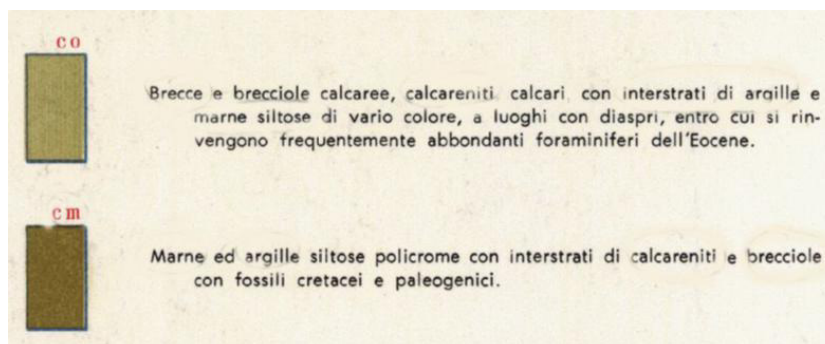 co
Brecce e brecciole calcaree, calcareniti calcari con interstrati di argille e
marne siltose di vario colore, a luoghi con diaspri, entro cui si rin-
vengono frequentemente abbondanti foraminiferi dell'Eocene.
cm
Marne ed argille siltose policrome con interstrati di calcareniti e brecciole
con fossili cretacei e paleogenici.